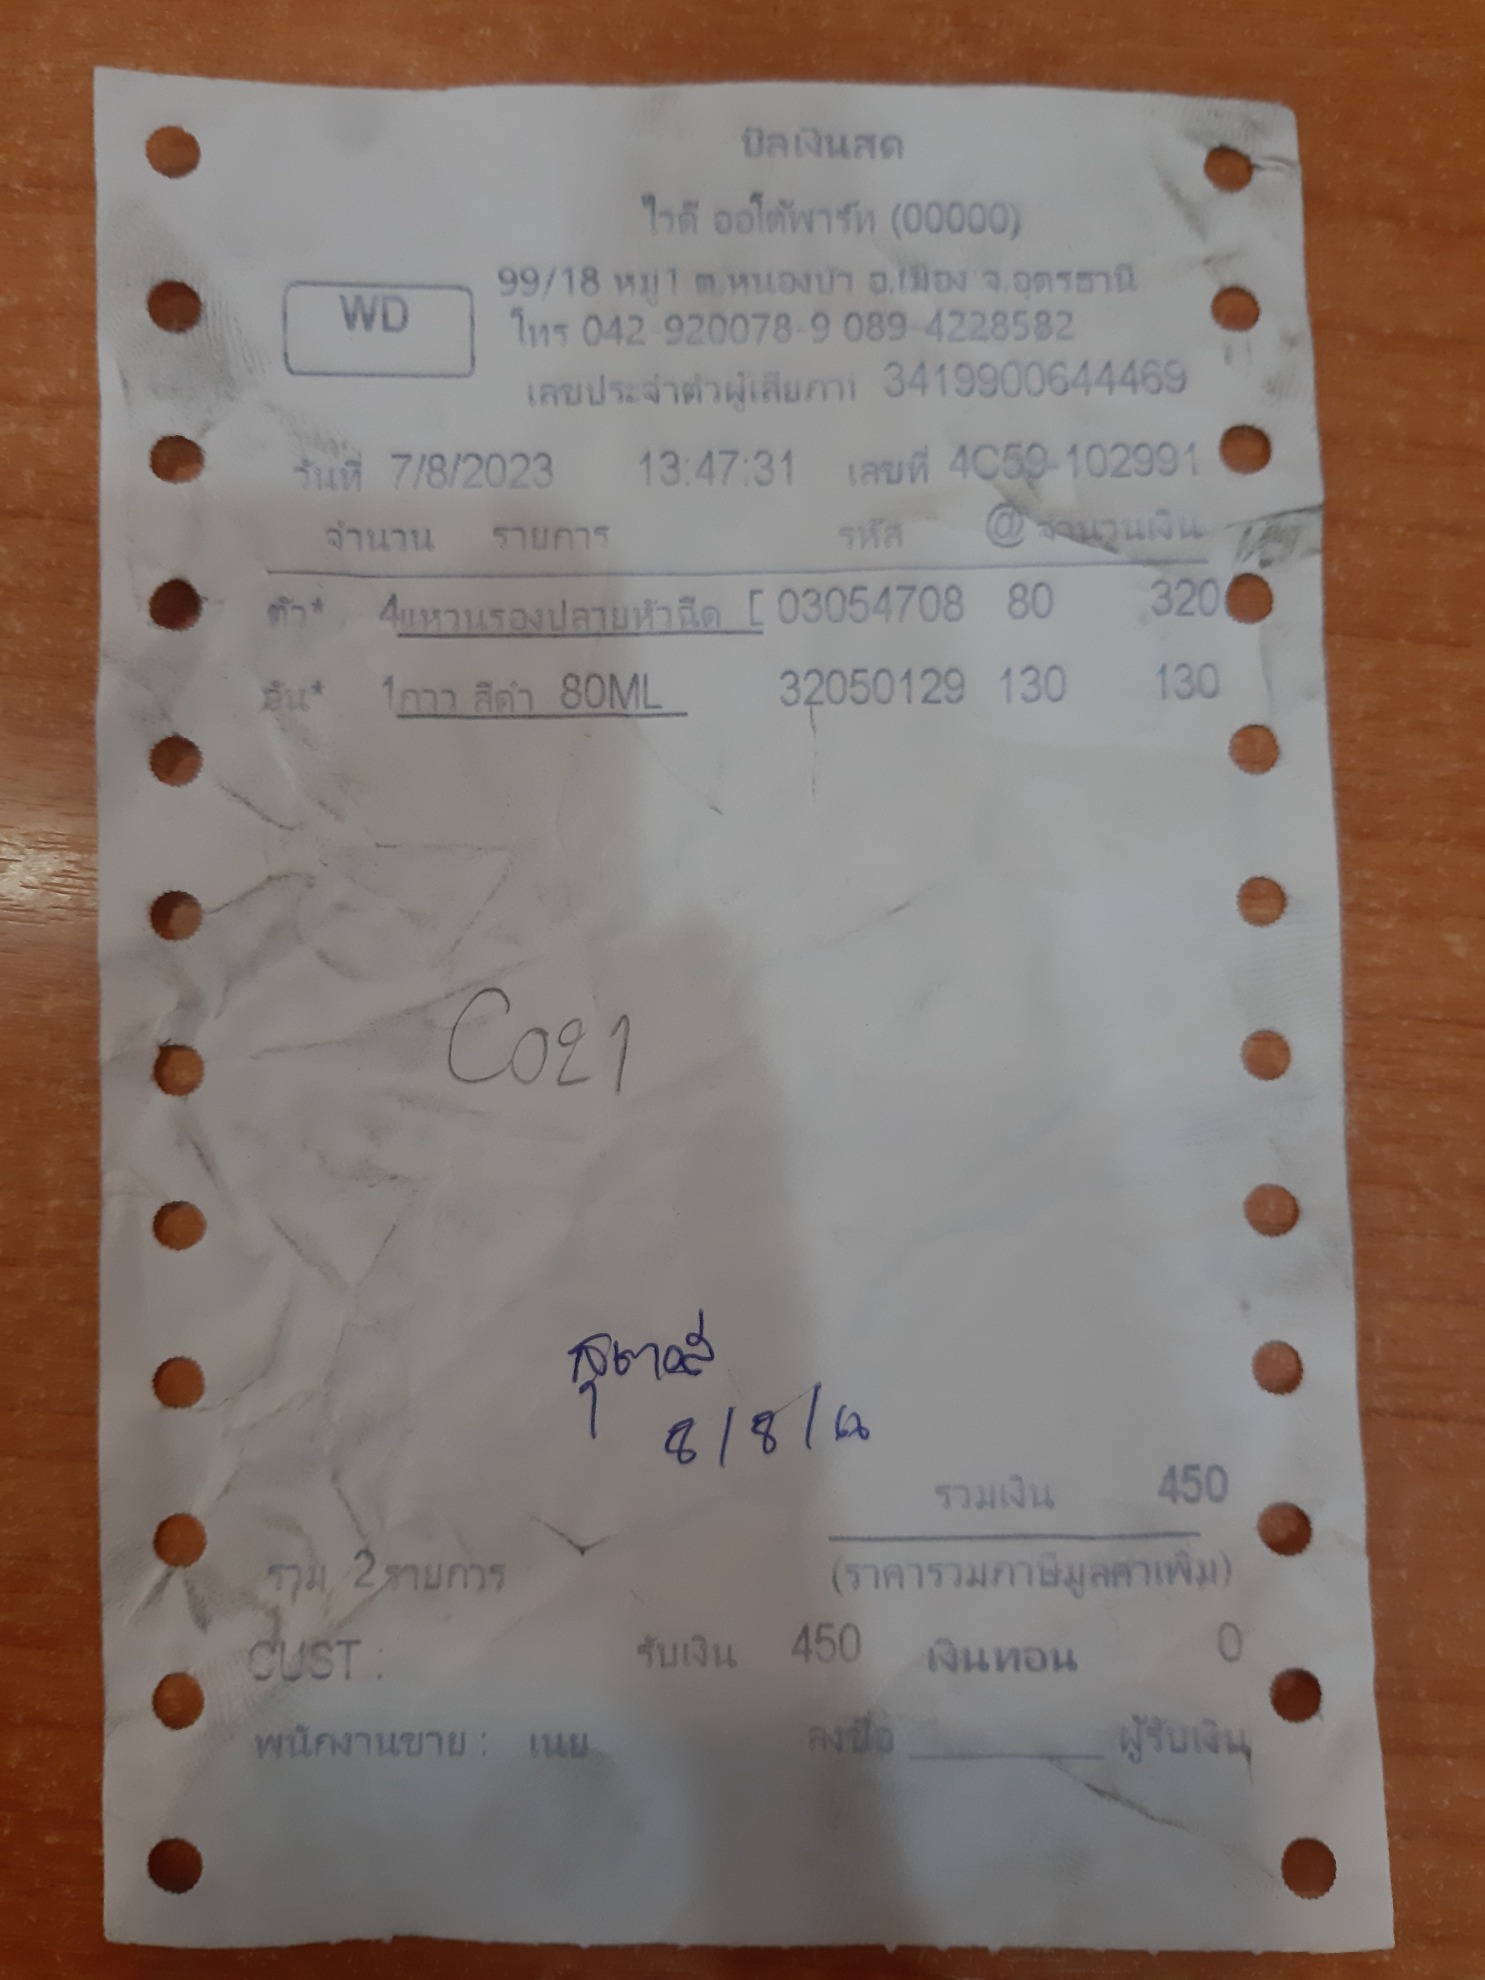 บิลเงินสด
ไวดี ออโต้พาร์ท (00000)
WD
99/18 หมู่1 ต.หนองบัว อ.เมือง จ.อุดรธานี
โทร 042-920078-9 089-4228582
เลขประจำตัวผู้เสียภาษี 3419900644469
วันที่ 7/8/2023 13:47:31 เลขที่ 4C59-102991
จำนวน รายการ รหัส @ จำนวนเงิน
ตัว* 4 แหวนรองปลายหัวฉีด [ 03054708 80 320
อัน* 1 กาว สีดำ 80ML 32050129 130 130
C021
8/8/
รวมเงิน 450
รวม 2 รายการ (ราคารวมภาษีมูลค่าเพิ่ม)
CUST : รับเงิน 450 เงินทอน 0
พนักงานขาย : เนย ลงชื่อ ผู้รับเงิน